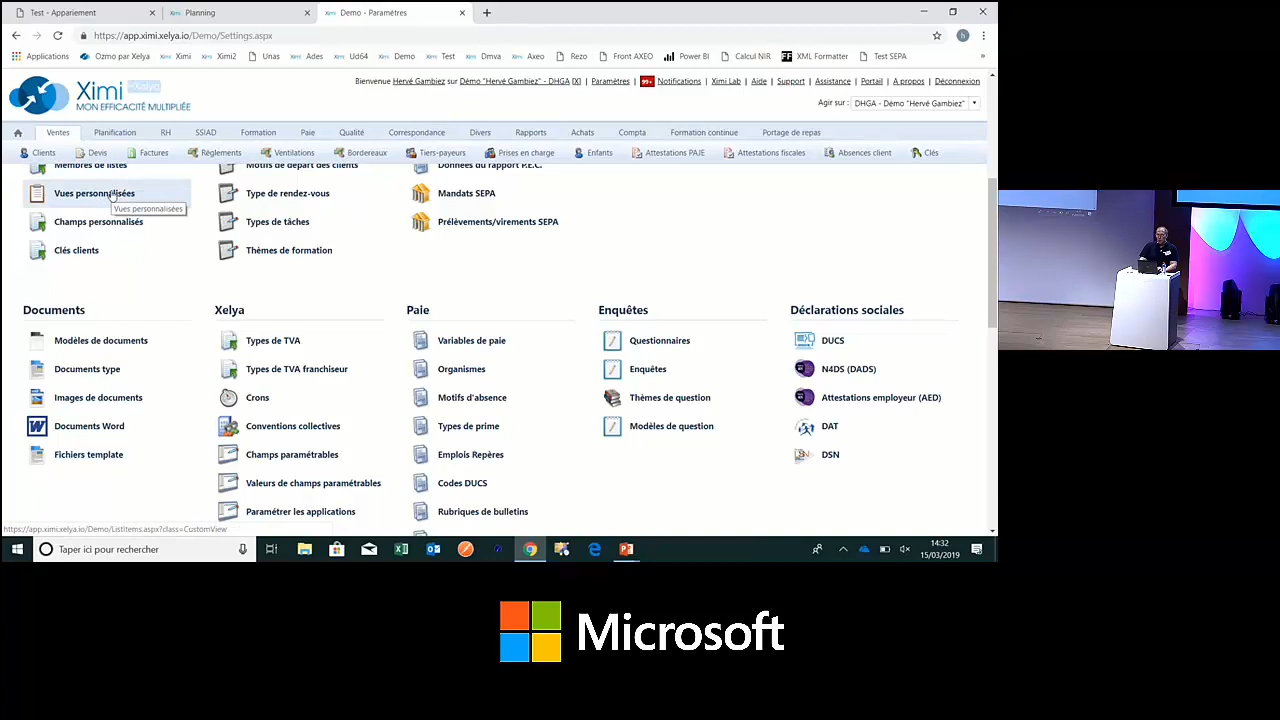 Test - Appariement
Ximi Planning
Ximi Demo - Paramètres
https://app.ximi.xelya.io/Demo/Settings.aspx
h
Applications Ozmo par Xelya Ximi Ximi2 Unas Ades Ud64 Demo Test Dmva Axeo Rezo Front AXEO Power BI Calcul NIR XML Formatter Test SEPA »
Bienvenue Hervé Gambiez sur Démo "Hervé Gambiez" - DHGA [X] | Paramètres | 99+ Notifications | Ximi Lab | Aide | Support | Assistance | Portail | A propos | Déconnexion
Ximi
MON EFFICACITÉ MULTIPLIÉE
Agir sur : DHGA - Démo "Hervé Gambiez"
Ventes Planification RH SSIAD Formation Paie Qualité Correspondance Divers Rapports Achats Compta Formation continue Portage de repas
Clients Devis Factures Règlements Ventilations Bordereaux Tiers-payeurs Prises en charge Enfants Attestations PAJE Attestations fiscales Absences client Clés
Membres de listes Motifs de départ des clients Données du rapport P.E.C.
Vues personnalisées Type de rendez-vous Mandats SEPA
Vues personnalisées
Champs personnalisés Types de tâches Prélèvements/virements SEPA
Clés clients Thèmes de formation
Documents Xelya Paie Enquêtes Déclarations sociales
Modèles de documents Types de TVA Variables de paie Questionnaires DUCS
Documents type Types de TVA franchiseur Organismes Enquêtes N4DS (DADS)
Images de documents Crons Motifs d'absence Thèmes de question Attestations employeur (AED)
Documents Word Conventions collectives Types de prime Modèles de question DAT
Fichiers template Champs paramétrables Emplois Repères DSN
Valeurs de champs paramétrables Codes DUCS
Paramétrer les applications Rubriques de bulletins
https://app.ximi.xelya.io/Demo/ListItems.aspx?class=CustomView
Taper ici pour rechercher
14:32
15/03/2019
Microsoft